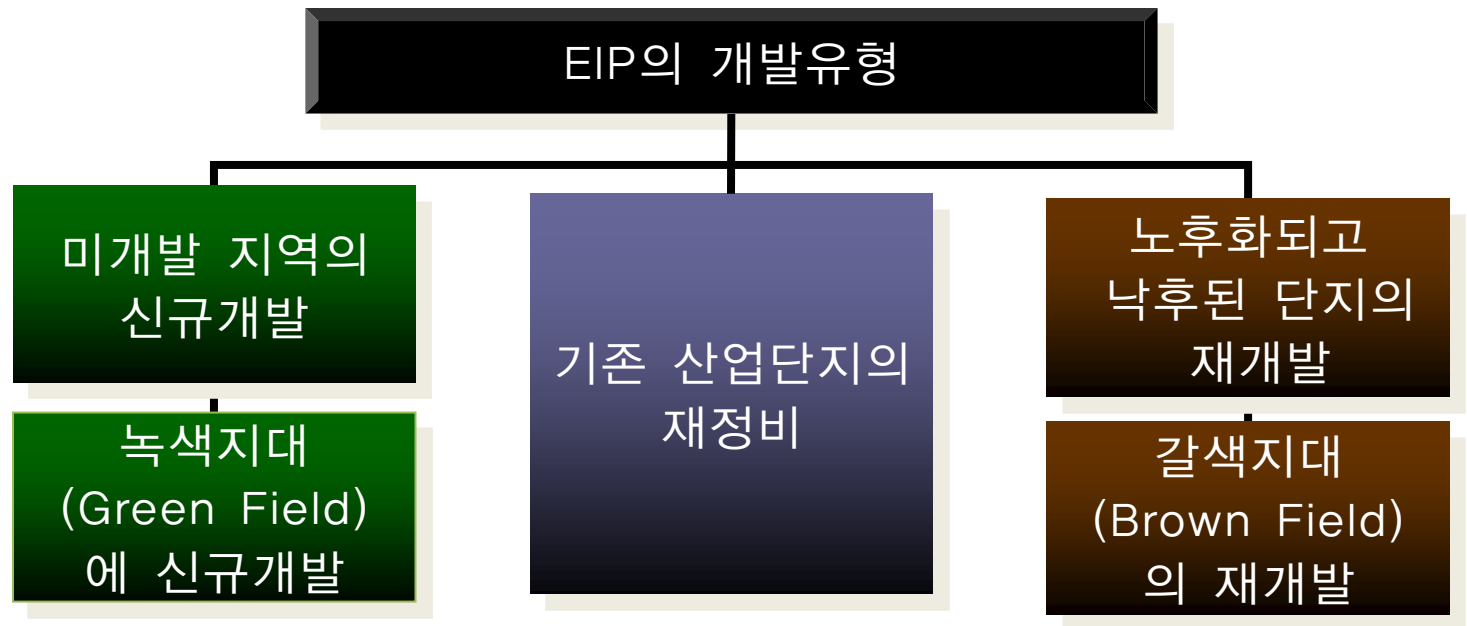 EIP의 개발유형
미개발 지역의
신규개발
녹색지대
(Green Field)
에 신규개발
기존 산업단지의
재정비
노후화되고
낙후된 단지의
재개발
갈색지대
(Brown Field)
의 재개발